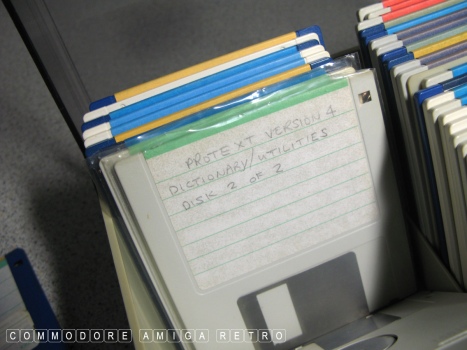 PROTEXT VERSION 4
DICTIONARY/UTILITIES
DISK 2 OF 2
COMMODORE AMIGA RETRO